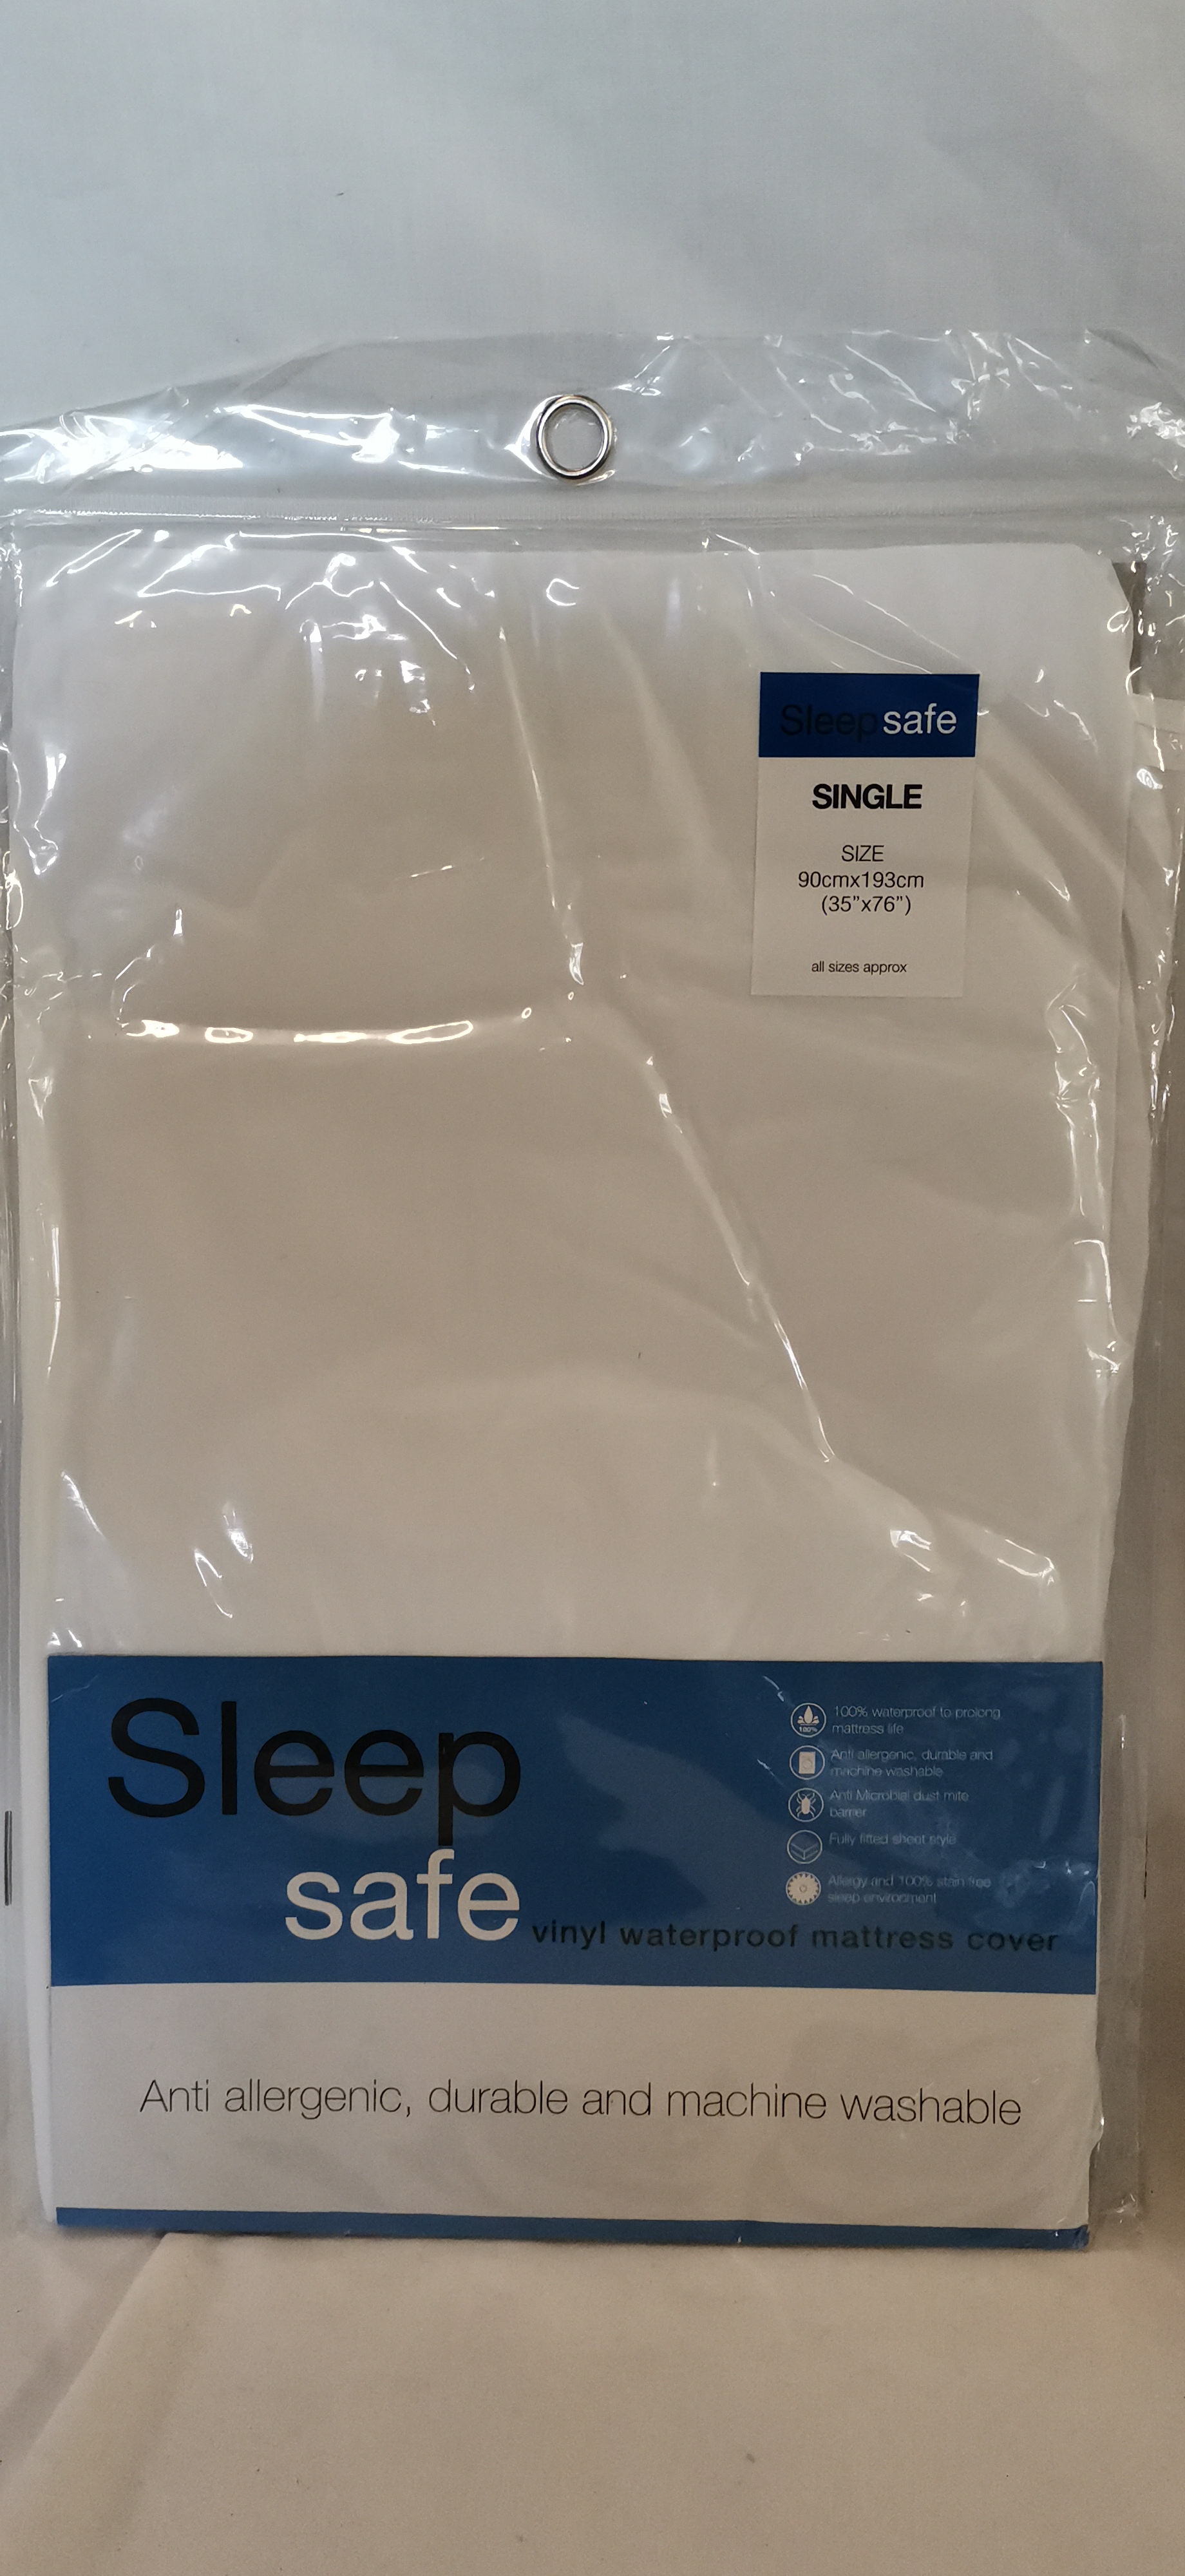 Sleep safe
SINGLE
SIZE
90cmx193cm
(35”x76”)
all sizes approx
Sleep
safe
vinyl waterproof mattress cover
100%
100% waterproof to prolong
mattress life
Anti allergenic, durable and
machine washable
Anti Microbial dust mite
barrier
Fully fitted sheet style
Allergy and 100% stain free
sleep environment
Anti allergenic, durable and machine washable